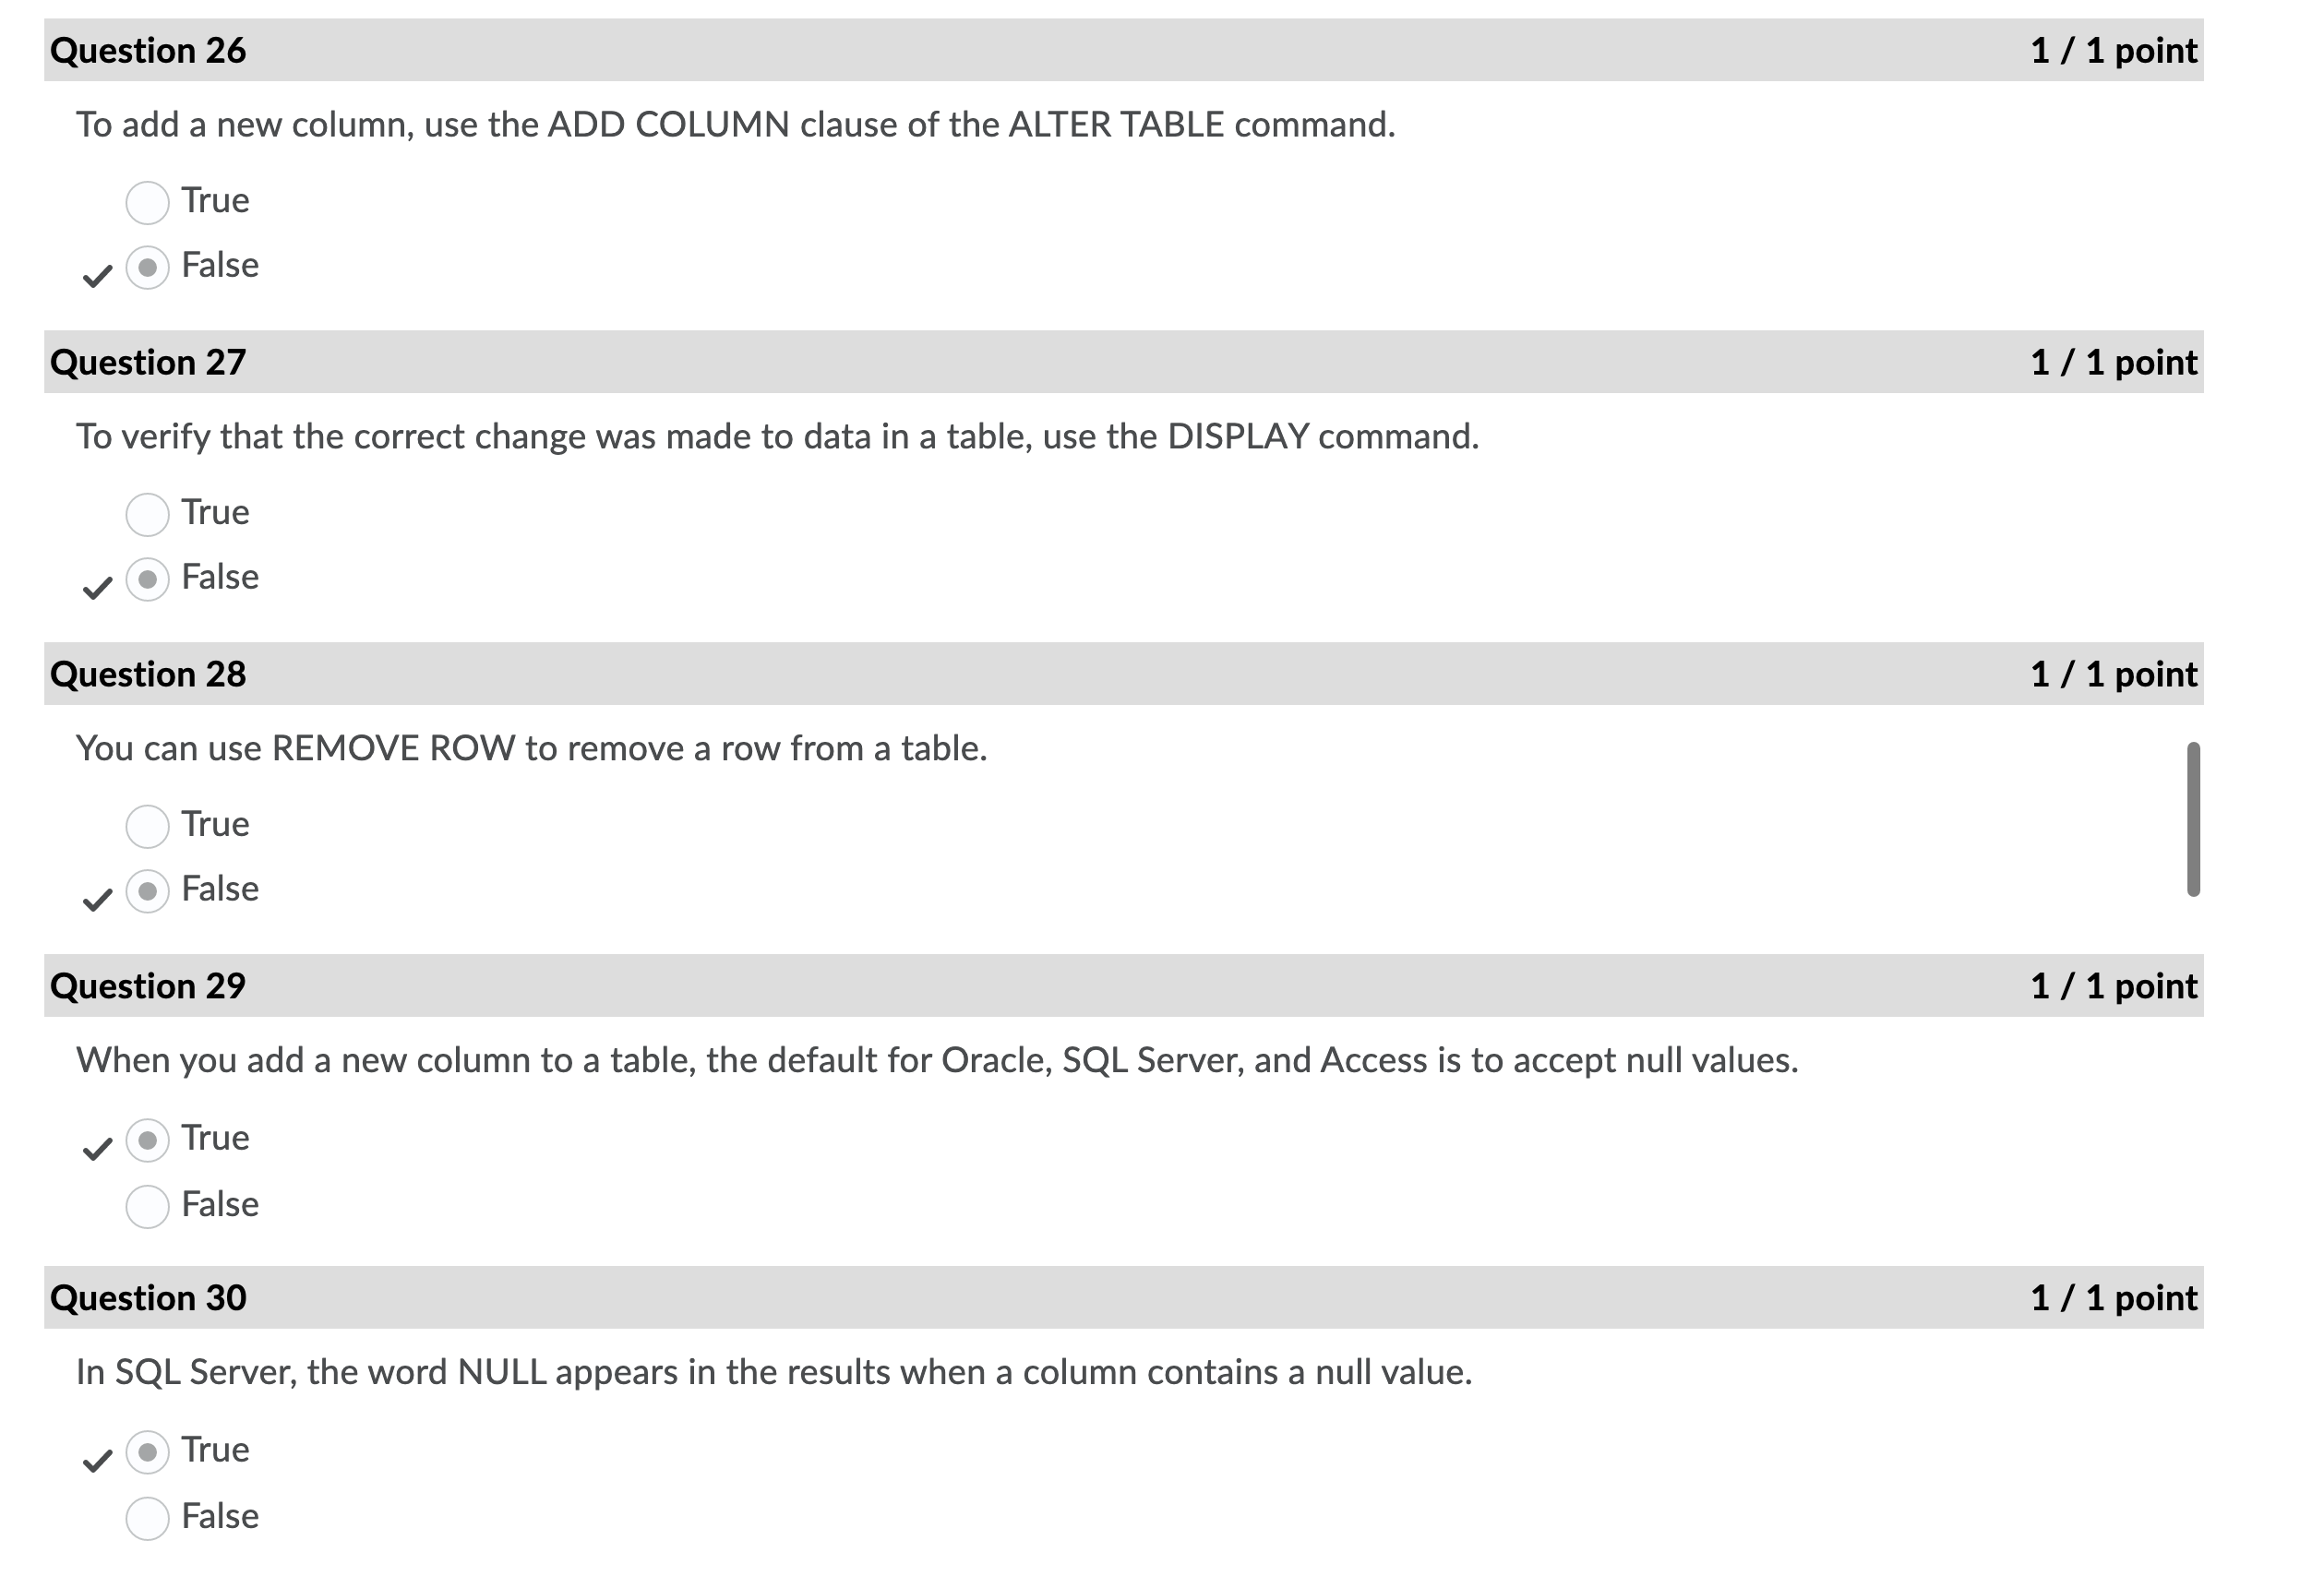 Question 26 1 / 1 point
To add a new column, use the ADD COLUMN clause of the ALTER TABLE command.
True
False
Question 27 1 / 1 point
To verify that the correct change was made to data in a table, use the DISPLAY command.
True
False
Question 28 1 / 1 point
You can use REMOVE ROW to remove a row from a table.
True
False
Question 29 1 / 1 point
When you add a new column to a table, the default for Oracle, SQL Server, and Access is to accept null values.
True
False
Question 30 1 / 1 point
In SQL Server, the word NULL appears in the results when a column contains a null value.
True
False